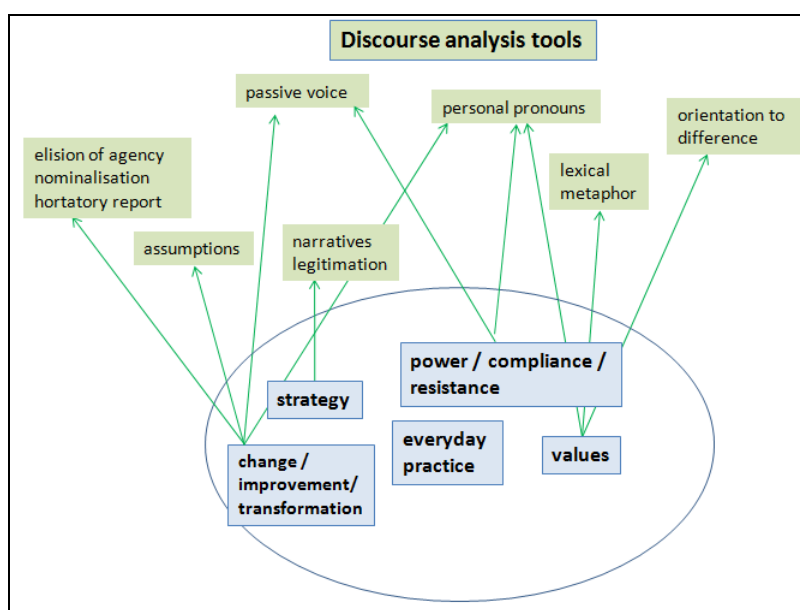 Discourse analysis tools
passive voice
personal pronouns
orientation to
difference
elision of agency
nominalisation
hortatory report
lexical
metaphor
assumptions
narratives
legitimation
power / compliance /
resistance
strategy
everyday
practice
values
change /
improvement/
transformation